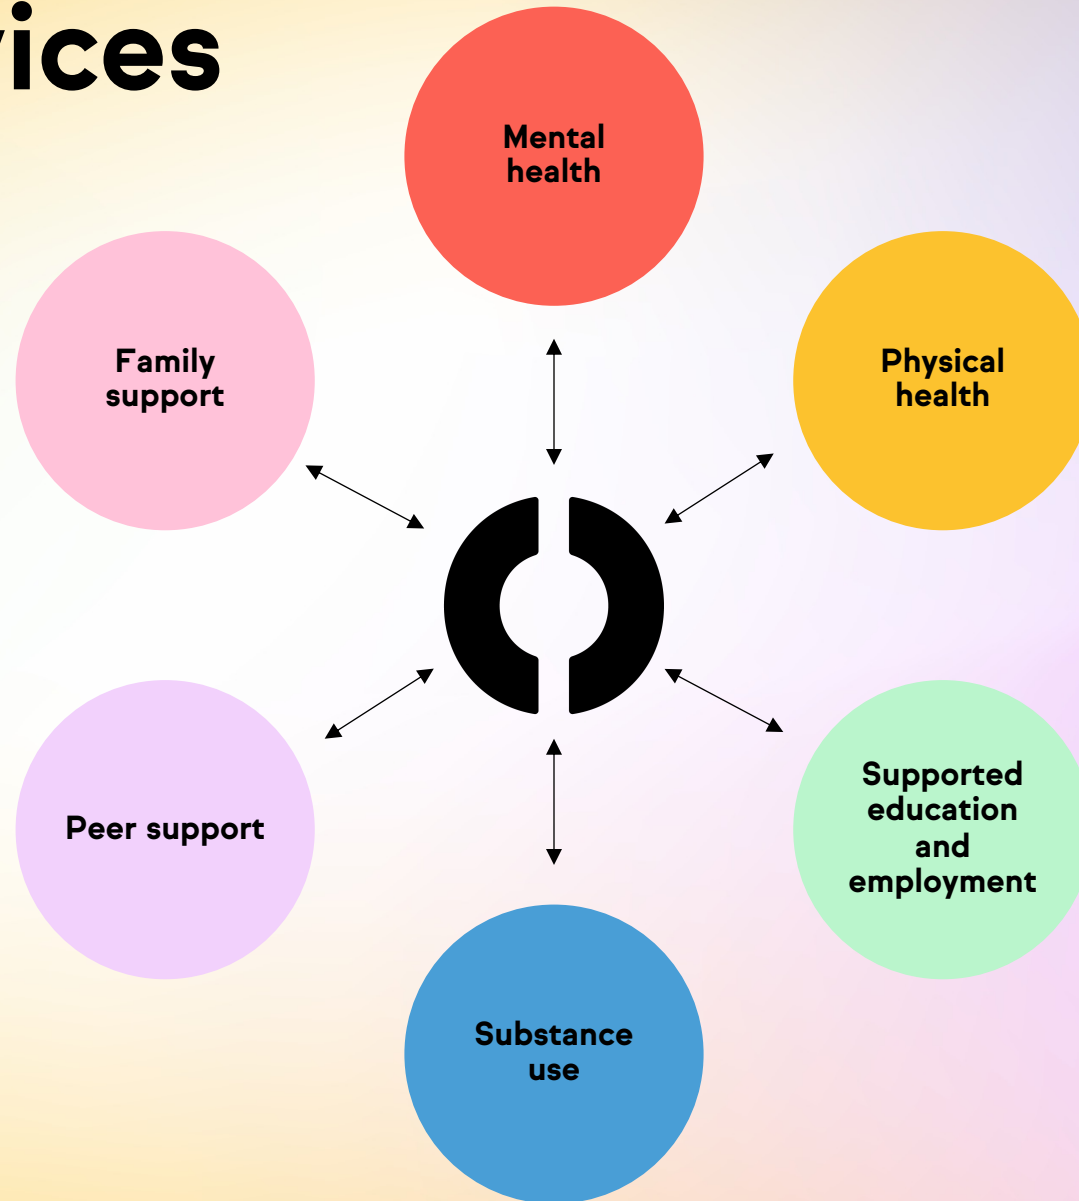 vices
Mental
health
Family
support
Physical
health
Peer support
Supported
education
and
employment
Substance
use